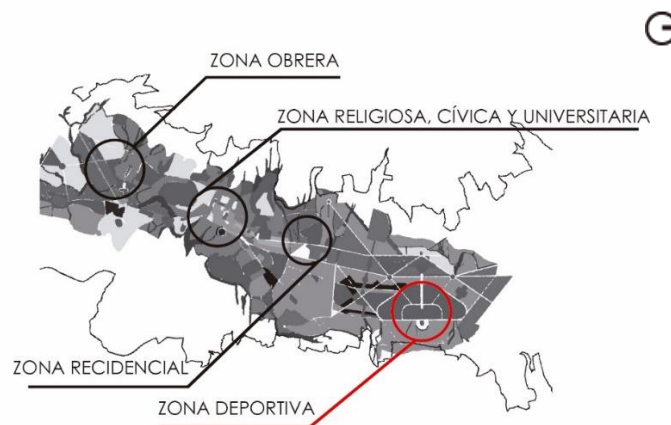 ZONA OBRERA
ZONA RELIGIOSA, CÍVICA Y UNIVERSITARIA
ZONA RECIDENCIAL
ZONA DEPORTIVA